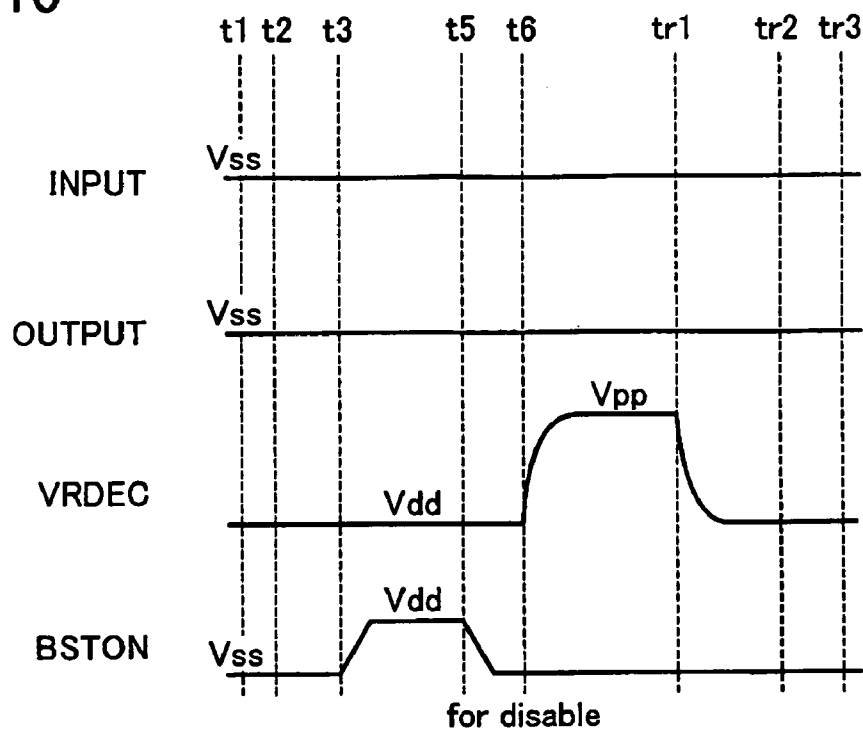 t1 t2 t3 t5 t6 tr1 tr2 tr3
Vss
INPUT
Vss
OUTPUT
Vpp
VRDEC
Vdd
Vdd
BSTON
Vss
for disable